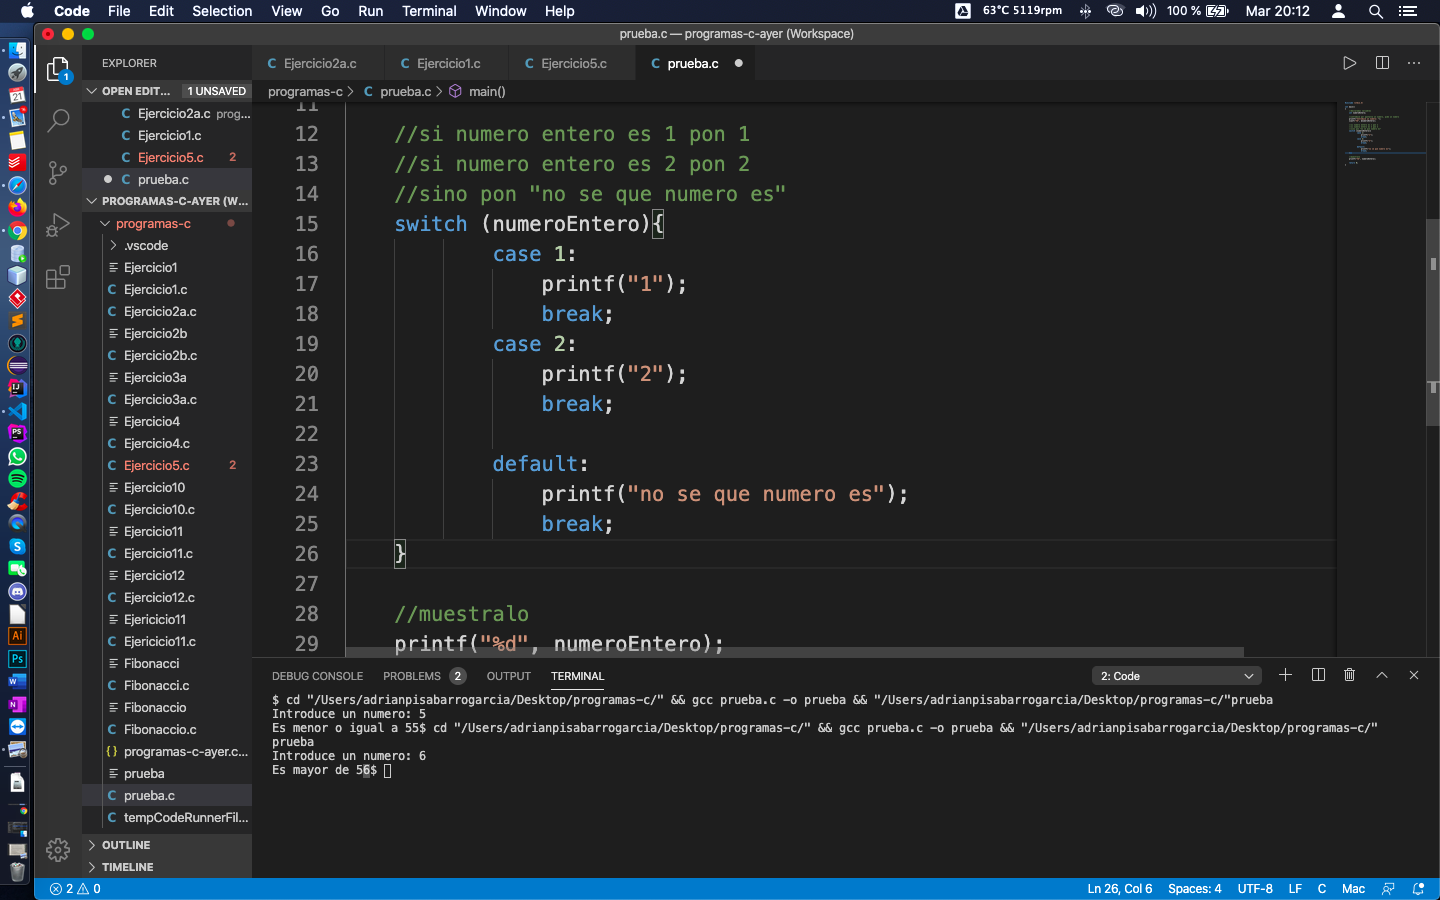 Code File Edit Selection View Go Run Terminal Window Help 63°C 5119rpm 100 % Mar 20:12
prueba.c — programas-c-ayer (Workspace)
EXPLORER
OPEN EDIT... 1 UNSAVED
Ejercicio2a.c prog...
Ejercicio1.c
Ejercicio5.c 2
prueba.c
PROGRAMAS-C-AYER (W...
programas-c
.vscode
Ejercicio1
Ejercicio1.c
Ejercicio2a.c
Ejercicio2b
Ejercicio2b.c
Ejercicio3a
Ejercicio3a.c
Ejercicio4
Ejercicio4.c
Ejercicio5.c 2
Ejercicio10
Ejercicio10.c
Ejercicio11
Ejercicio11.c
Ejercicio12
Ejercicio12.c
Ejericicio11
Ejericicio11.c
Fibonacci
Fibonacci.c
Fibonaccio
Fibonaccio.c
{} programas-c-ayer.c...
prueba
prueba.c
tempCodeRunnerFil...
OUTLINE
TIMELINE
Ejercicio2a.c Ejercicio1.c Ejercicio5.c prueba.c
programas-c > prueba.c > main()
11
12 //si numero entero es 1 pon 1
13 //si numero entero es 2 pon 2
14 //sino pon "no se que numero es"
15 switch (numeroEntero){
16 case 1:
17 printf("1");
18 break;
19 case 2:
20 printf("2");
21 break;
22
23 default:
24 printf("no se que numero es");
25 break;
26 }
27
28 //muestralo
29 printf("%d", numeroEntero);
DEBUG CONSOLE PROBLEMS 2 OUTPUT TERMINAL 2: Code
$ cd "/Users/adrianpisabarrogarcia/Desktop/programas-c/" && gcc prueba.c -o prueba && "/Users/adrianpisabarrogarcia/Desktop/programas-c/"prueba
Introduce un numero: 5
Es menor o igual a 55$ cd "/Users/adrianpisabarrogarcia/Desktop/programas-c/" && gcc prueba.c -o prueba && "/Users/adrianpisabarrogarcia/Desktop/programas-c/"
prueba
Introduce un numero: 6
Es mayor de 56$
2 0 Ln 26, Col 6 Spaces: 4 UTF-8 LF C Mac